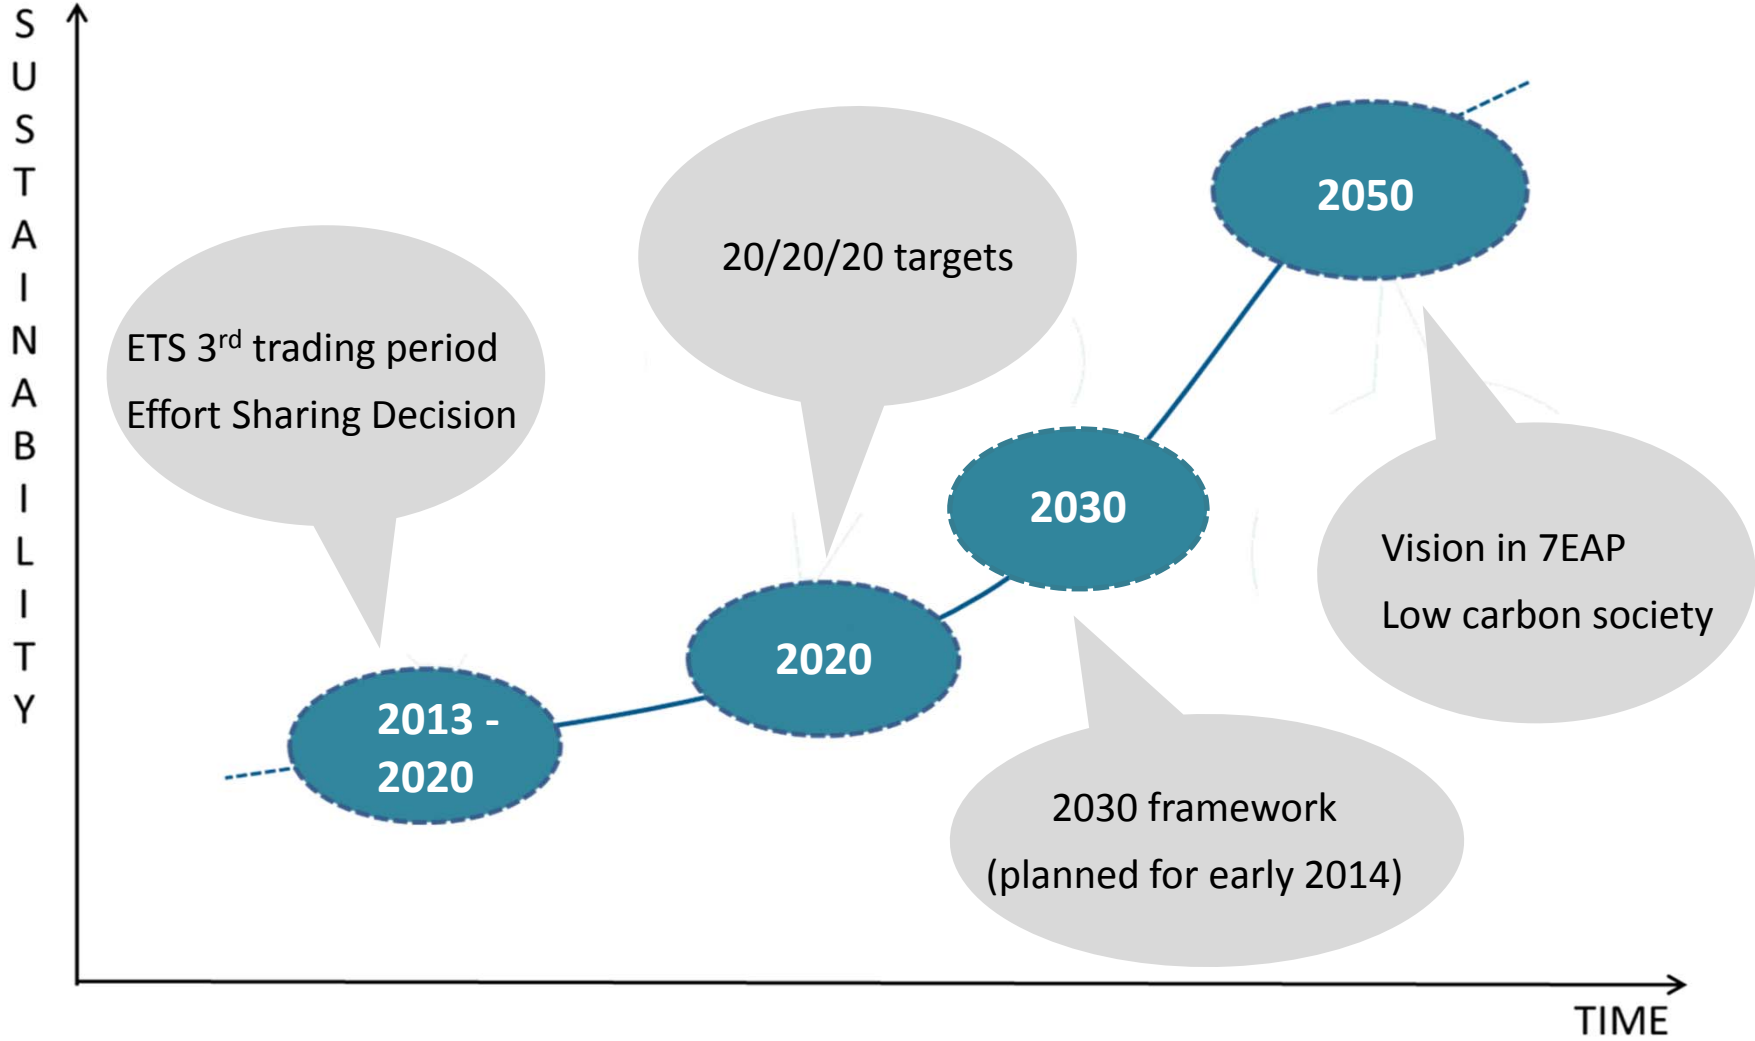 SUSTAINABILITY
2050
20/20/20 targets
ETS 3rd trading period
Effort Sharing Decision
2030
Vision in 7EAP
Low carbon society
2020
2013 -
2020
2030 framework
(planned for early 2014)
TIME